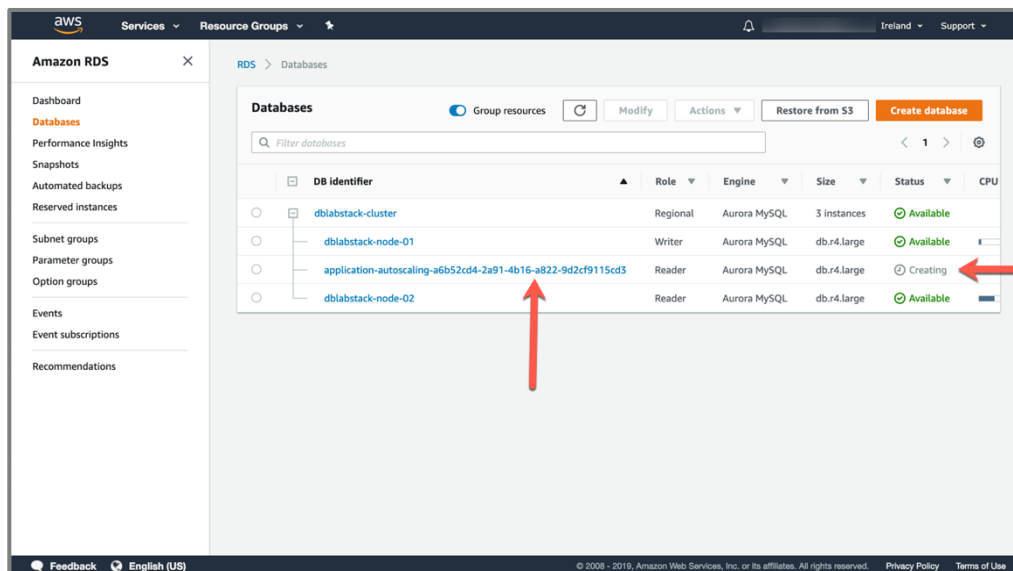 aws Services Resource Groups Ireland Support
Amazon RDS
Dashboard
Databases
Performance Insights
Snapshots
Automated backups
Reserved instances
Subnet groups
Parameter groups
Option groups
Events
Event subscriptions
Recommendations
RDS > Databases
Databases Group resources Modify Actions Restore from S3 Create database
Filter databases 1
DB identifier Role Engine Size Status CPU
dblabstack-cluster Regional Aurora MySQL 3 instances Available
dblabstack-node-01 Writer Aurora MySQL db.r4.large Available
application-autoscaling-a6b52cd4-2a91-4b16-a822-9d2cf9115cd3 Reader Aurora MySQL db.r4.large Creating
dblabstack-node-02 Reader Aurora MySQL db.r4.large Available
Feedback English (US) © 2008 - 2019, Amazon Web Services, Inc. or its affiliates. All rights reserved. Privacy Policy Terms of Use